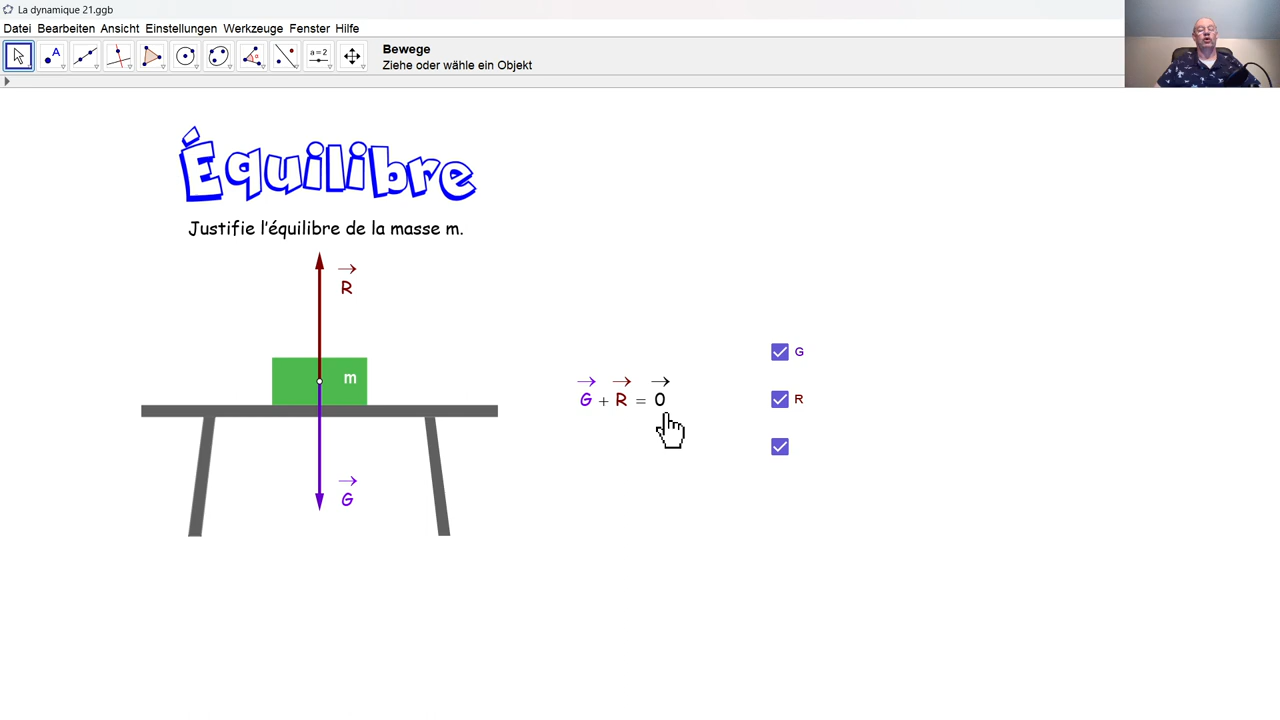 La dynamique 21.ggb
Datei Bearbeiten Ansicht Einstellungen Werkzeuge Fenster Hilfe
A
a=2
Bewege
Ziehe oder wähle ein Objekt
Équilibre
Justifie l'équilibre de la masse m.
R
m
G
G + R = 0
G
R